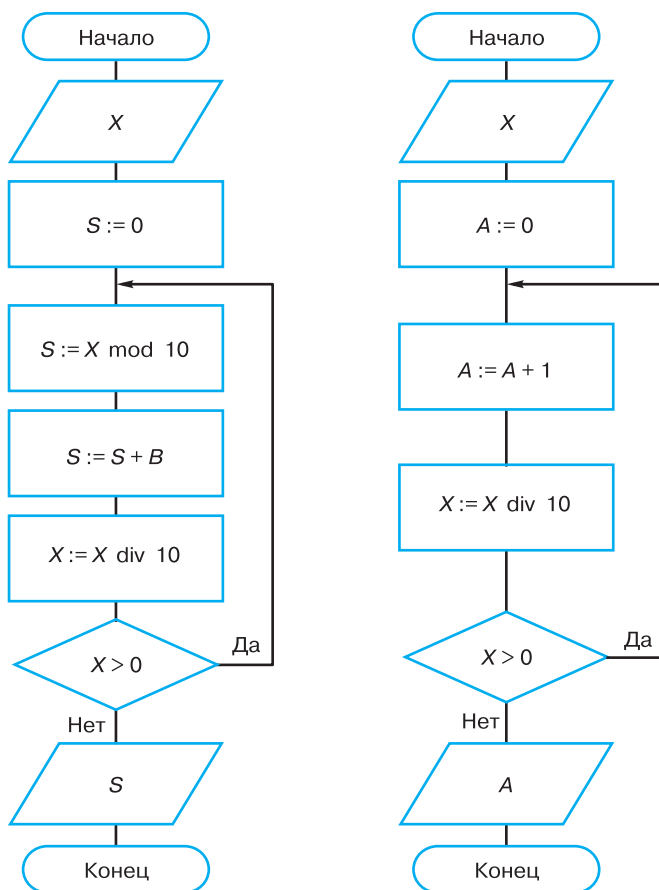 Начало
X
S := 0
S := X mod 10
S := S + B
X := X div 10
X > 0
Да
Нет
S
Конец
Начало
X
A := 0
A := A + 1
X := X div 10
X > 0
Да
Нет
A
Конец